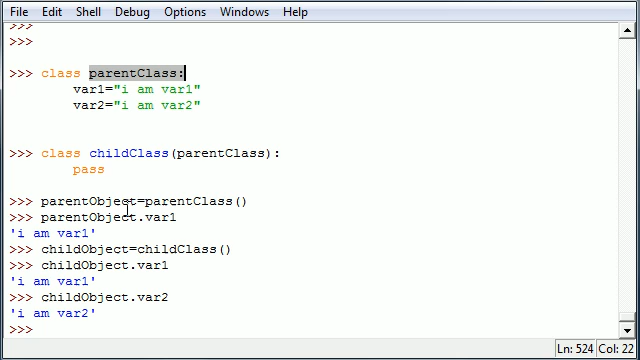 File Edit Shell Debug Options Windows Help
>>>
>>>
>>> class parentClass:
var1="i am var1"
var2="i am var2"
>>> class childClass(parentClass):
pass
>>> parentObject=parentClass()
>>> parentObject.var1
'i am var1'
>>> childObject=childClass()
>>> childObject.var1
'i am var1'
>>> childObject.var2
'i am var2'
>>>
Ln: 524 Col: 22